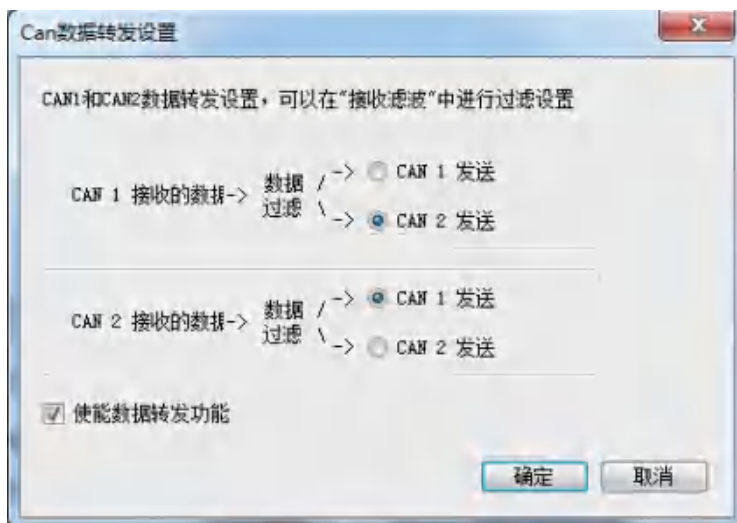 Can数据转发设置
CAN1和CAN2数据转发设置，可以在"接收滤波"中进行过滤设置
CAN 1 接收的数据-> 数据过滤 / -> CAN 1 发送
\ -> CAN 2 发送
CAN 2 接收的数据-> 数据过滤 / -> CAN 1 发送
\ -> CAN 2 发送
使能数据转发功能
确定 取消